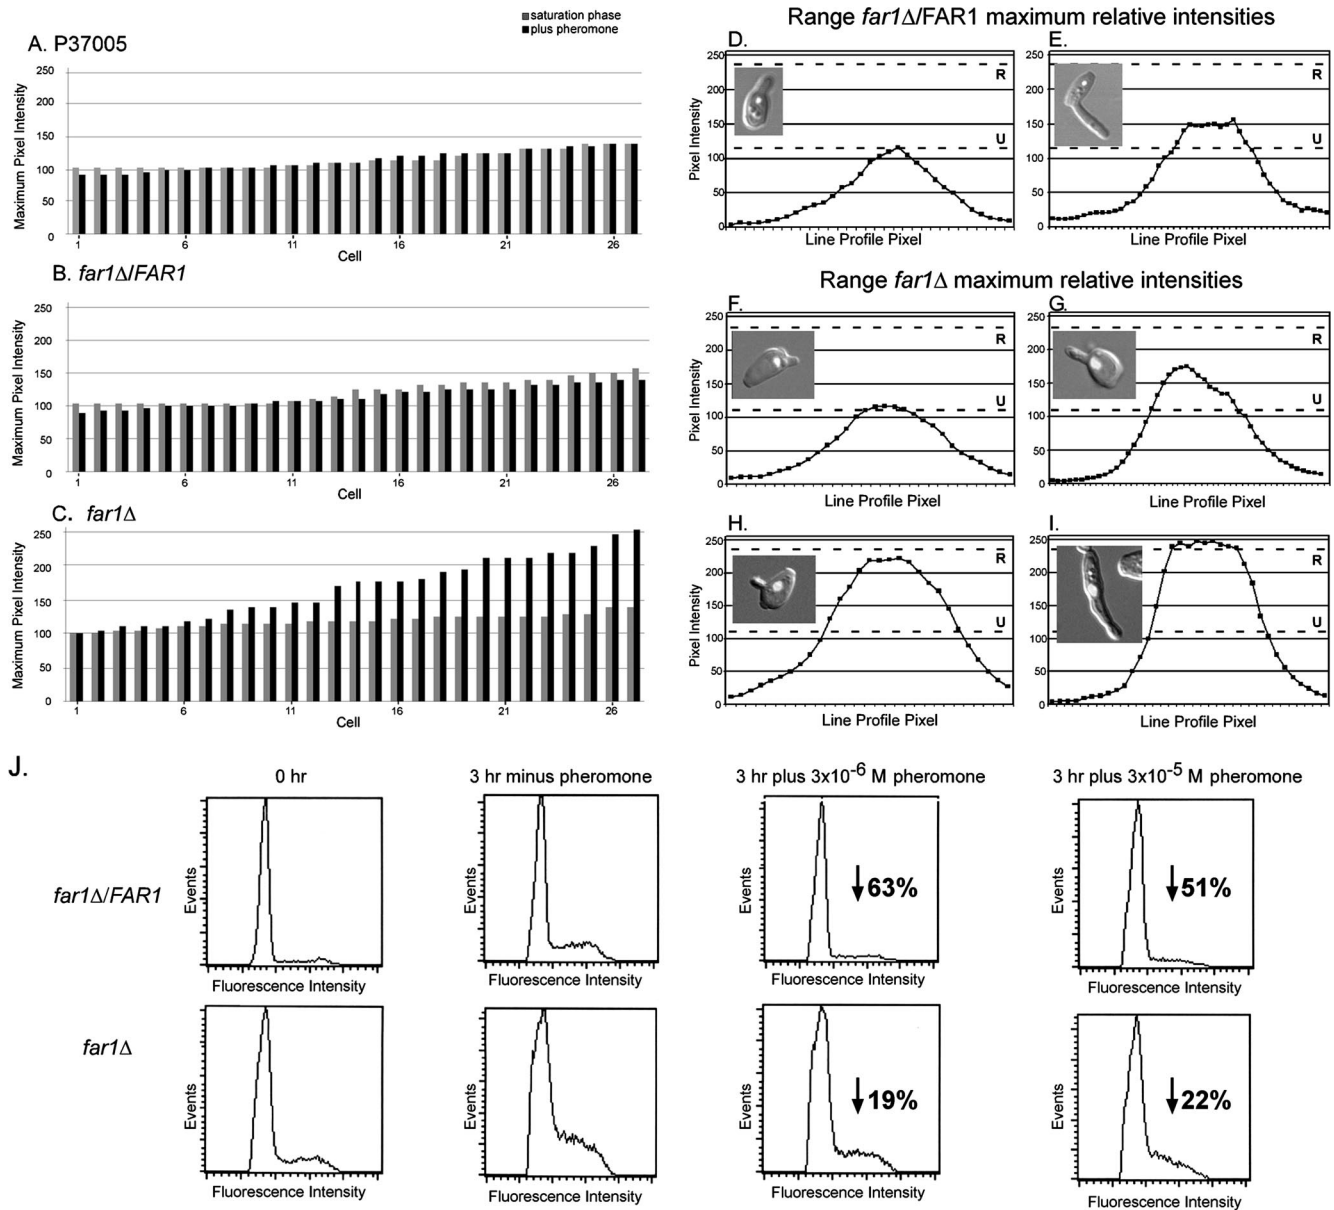 saturation phase
plus pheromone
A. P37005
Maximum Pixel Intensity
250
200
150
100
50
0
1
6
11
16
21
26
Cell
B. far1Δ/FAR1
Maximum Pixel Intensity
250
200
150
100
50
0
1
6
11
16
21
26
Cell
C. far1Δ
Maximum Pixel Intensity
250
200
150
100
50
0
1
6
11
16
21
26
Cell
Range far1Δ/FAR1 maximum relative intensities
D.
Pixel Intensity
250
200
150
100
50
0
R
U
Line Profile Pixel
E.
250
200
150
100
50
0
R
U
Line Profile Pixel
Range far1Δ maximum relative intensities
F.
Pixel Intensity
250
200
150
100
50
0
R
U
Line Profile Pixel
G.
250
200
150
100
50
0
R
U
Line Profile Pixel
H.
Pixel Intensity
250
200
150
100
50
0
R
U
Line Profile Pixel
I.
250
200
150
100
50
0
R
U
Line Profile Pixel
J.
0 hr
3 hr minus pheromone
3 hr plus 3x10⁻⁶ M pheromone
3 hr plus 3x10⁻⁵ M pheromone
far1Δ/FAR1
Events
Fluorescence Intensity
Events
Fluorescence Intensity
Events
↓63%
Fluorescence Intensity
Events
↓51%
Fluorescence Intensity
far1Δ
Events
Fluorescence Intensity
Events
Fluorescence Intensity
Events
↓19%
Fluorescence Intensity
Events
↓22%
Fluorescence Intensity